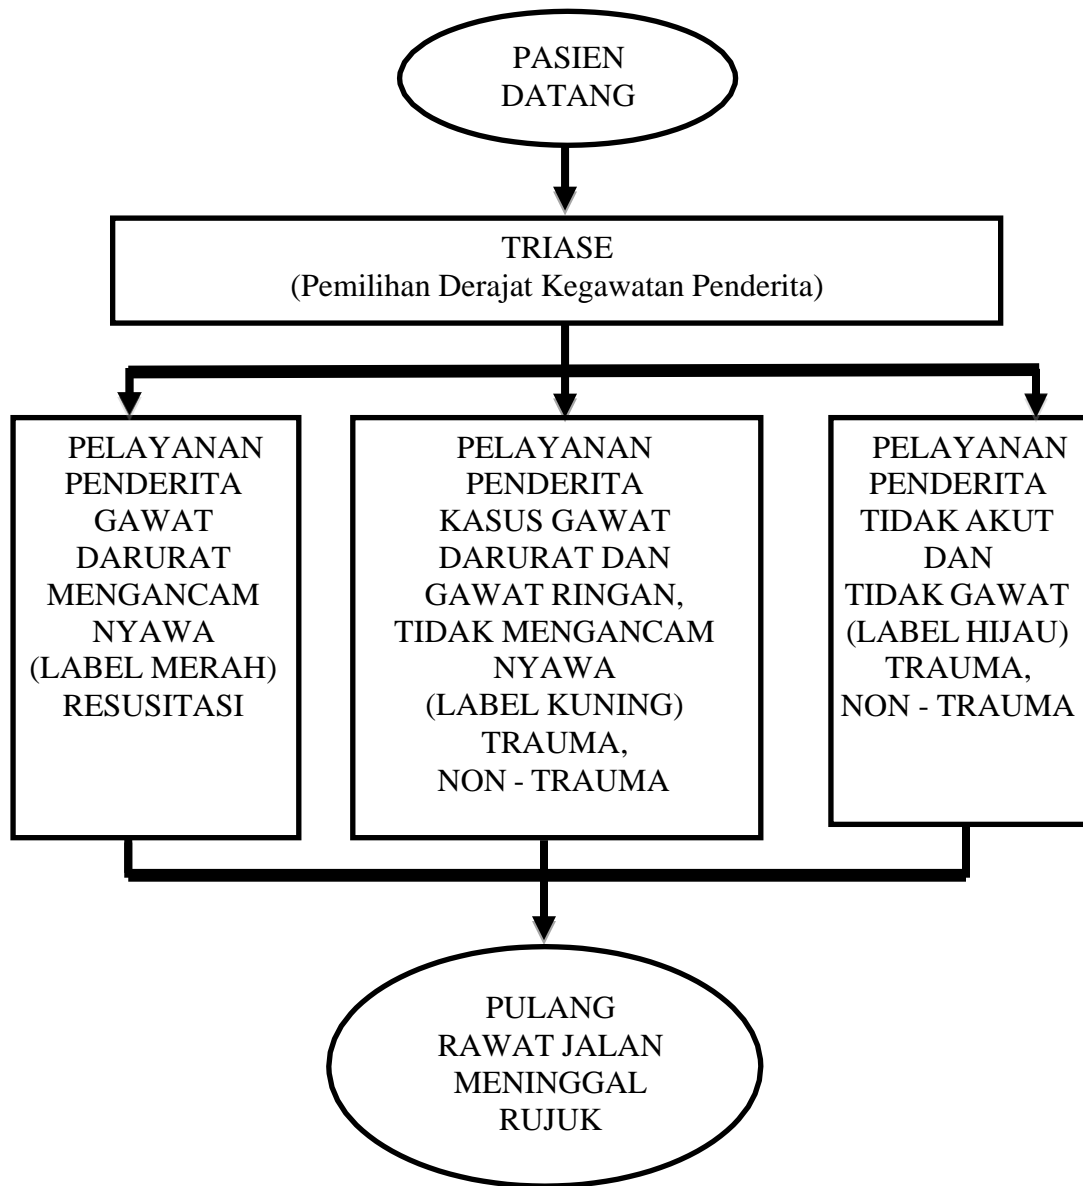 PASIEN
DATANG
TRIASE
(Pemilihan Derajat Kegawatan Penderita)
PELAYANAN
PENDERITA
GAWAT
DARURAT
MENGANCAM
NYAWA
(LABEL MERAH)
RESUSITASI
PELAYANAN
PENDERITA
KASUS GAWAT
DARURAT DAN
GAWAT RINGAN,
TIDAK MENGANCAM
NYAWA
(LABEL KUNING)
TRAUMA,
NON - TRAUMA
PELAYANAN
PENDERITA
TIDAK AKUT
DAN
TIDAK GAWAT
(LABEL HIJAU)
TRAUMA,
NON - TRAUMA
PULANG
RAWAT JALAN
MENINGGAL
RUJUK